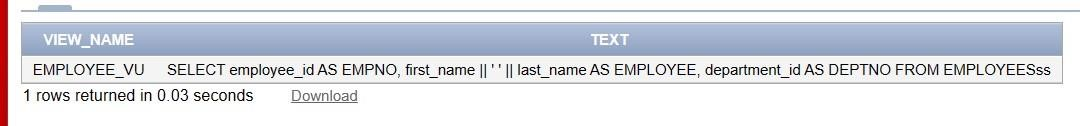 VIEW_NAME TEXT
EMPLOYEE_VU SELECT employee_id AS EMPNO, first_name || ' ' || last_name AS EMPLOYEE, department_id AS DEPTNO FROM EMPLOYEESss
1 rows returned in 0.03 seconds Download